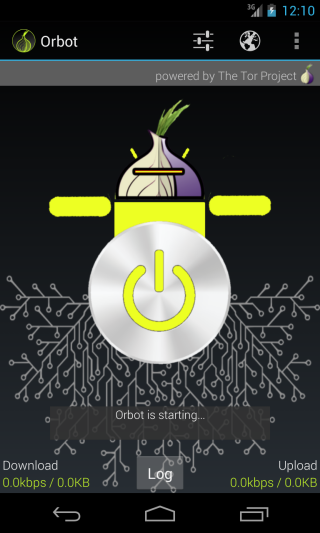 3G 12:10
Orbot
powered by The Tor Project
Orbot is starting...
Download Upload
Log
0.0kbps / 0.0KB 0.0kbps / 0.0KB